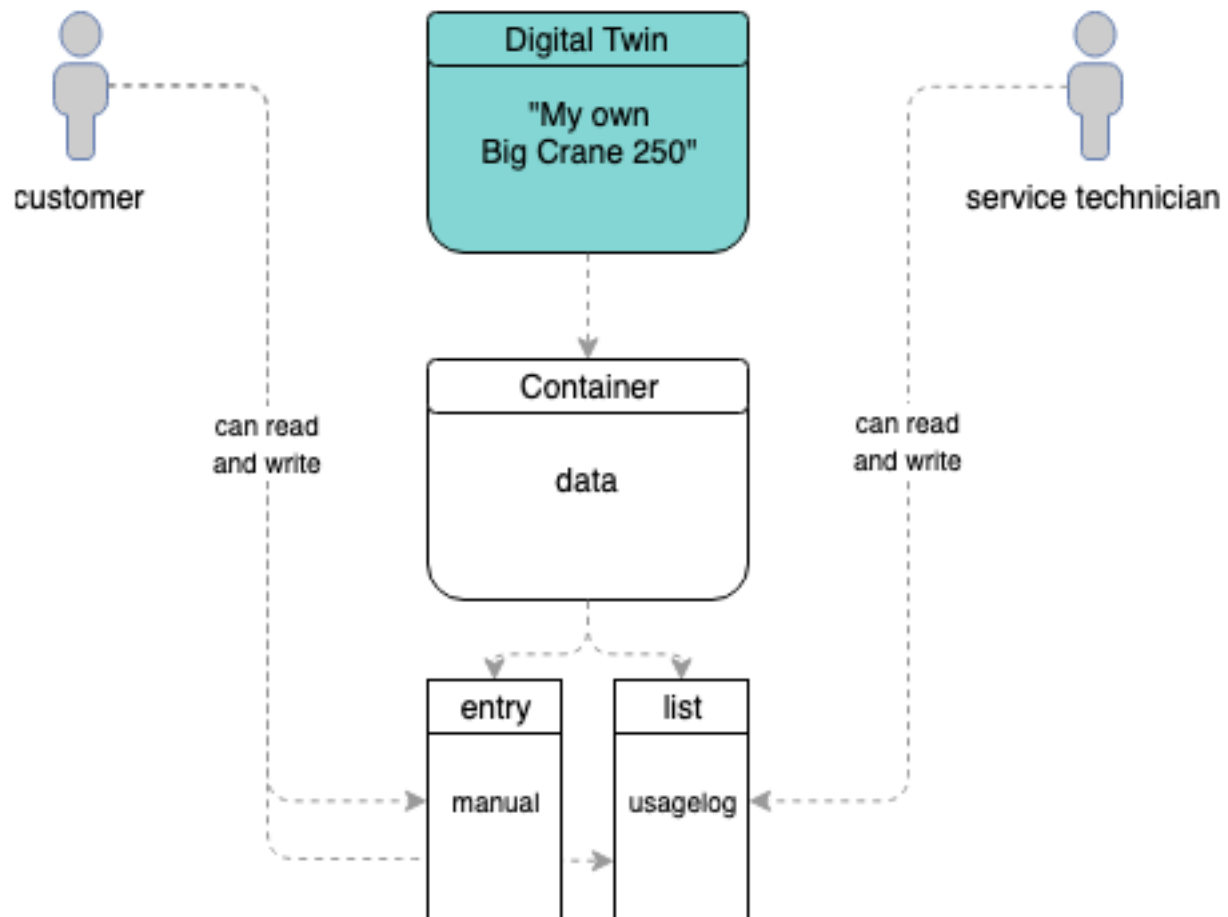 Digital Twin
"My own
Big Crane 250"
customer
service technician
Container
data
can read
and write
can read
and write
entry
list
manual
usagelog